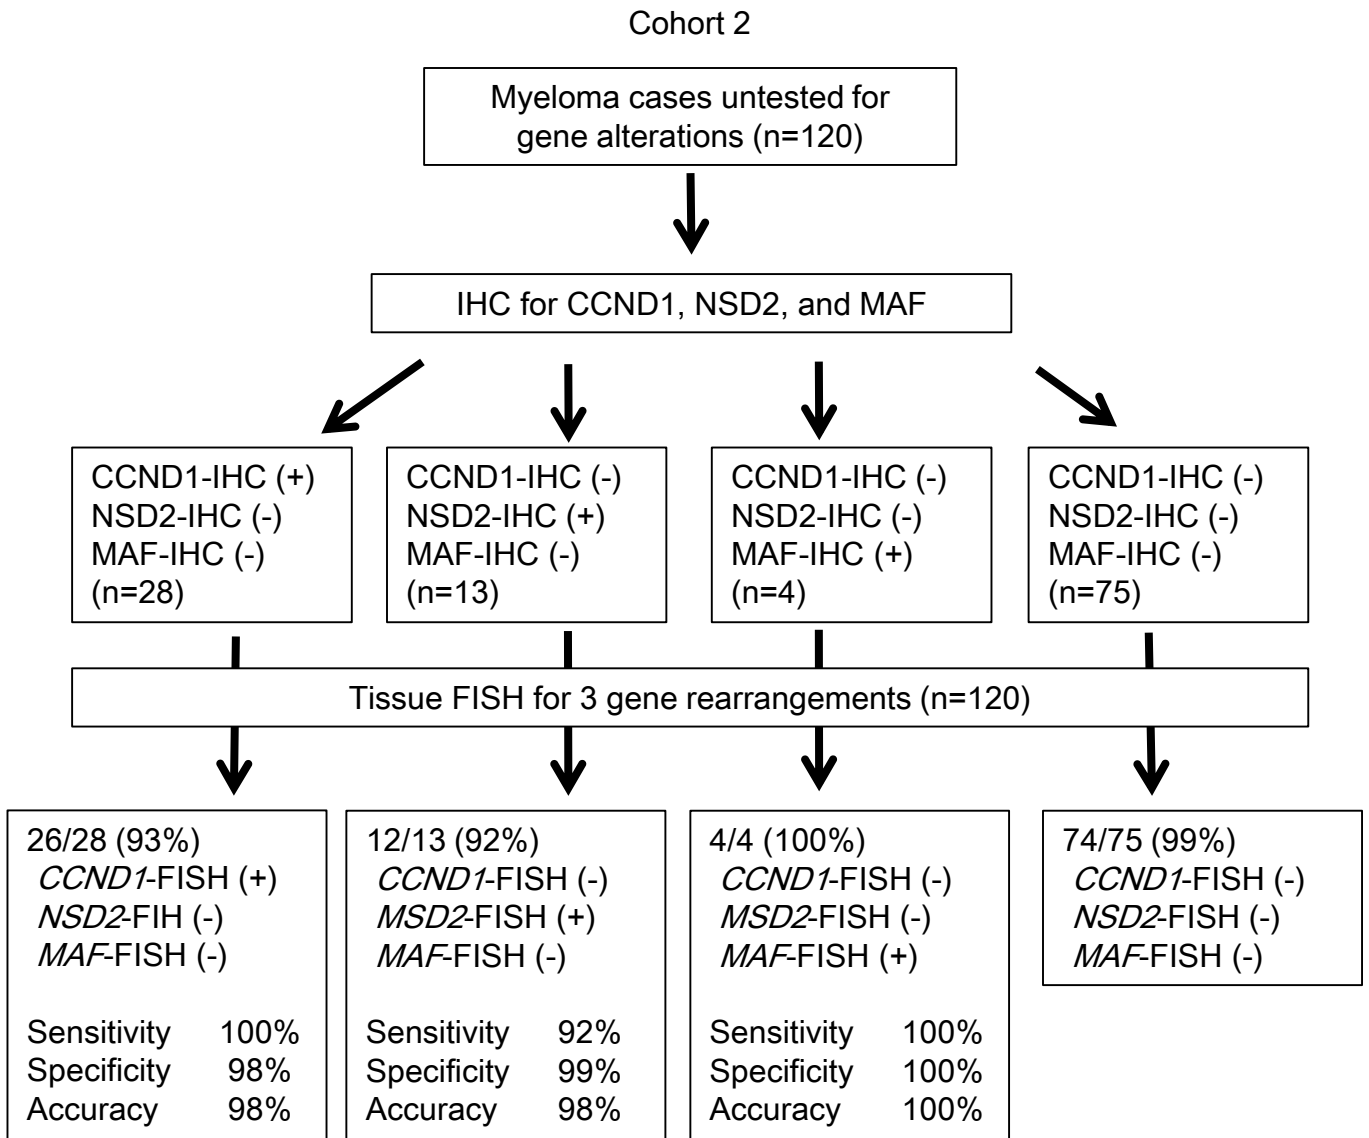 Cohort 2
Myeloma cases untested for
gene alterations (n=120)
IHC for CCND1, NSD2, and MAF
CCND1-IHC (+)
NSD2-IHC (-)
MAF-IHC (-)
(n=28)
CCND1-IHC (-)
NSD2-IHC (+)
MAF-IHC (-)
(n=13)
CCND1-IHC (-)
NSD2-IHC (-)
MAF-IHC (+)
(n=4)
CCND1-IHC (-)
NSD2-IHC (-)
MAF-IHC (-)
(n=75)
Tissue FISH for 3 gene rearrangements (n=120)
26/28 (93%)
CCND1-FISH (+)
NSD2-FIH (-)
MAF-FISH (-)
Sensitivity 100%
Specificity 98%
Accuracy 98%
12/13 (92%)
CCND1-FISH (-)
MSD2-FISH (+)
MAF-FISH (-)
Sensitivity 92%
Specificity 99%
Accuracy 98%
4/4 (100%)
CCND1-FISH (-)
MSD2-FISH (-)
MAF-FISH (+)
Sensitivity 100%
Specificity 100%
Accuracy 100%
74/75 (99%)
CCND1-FISH (-)
NSD2-FISH (-)
MAF-FISH (-)